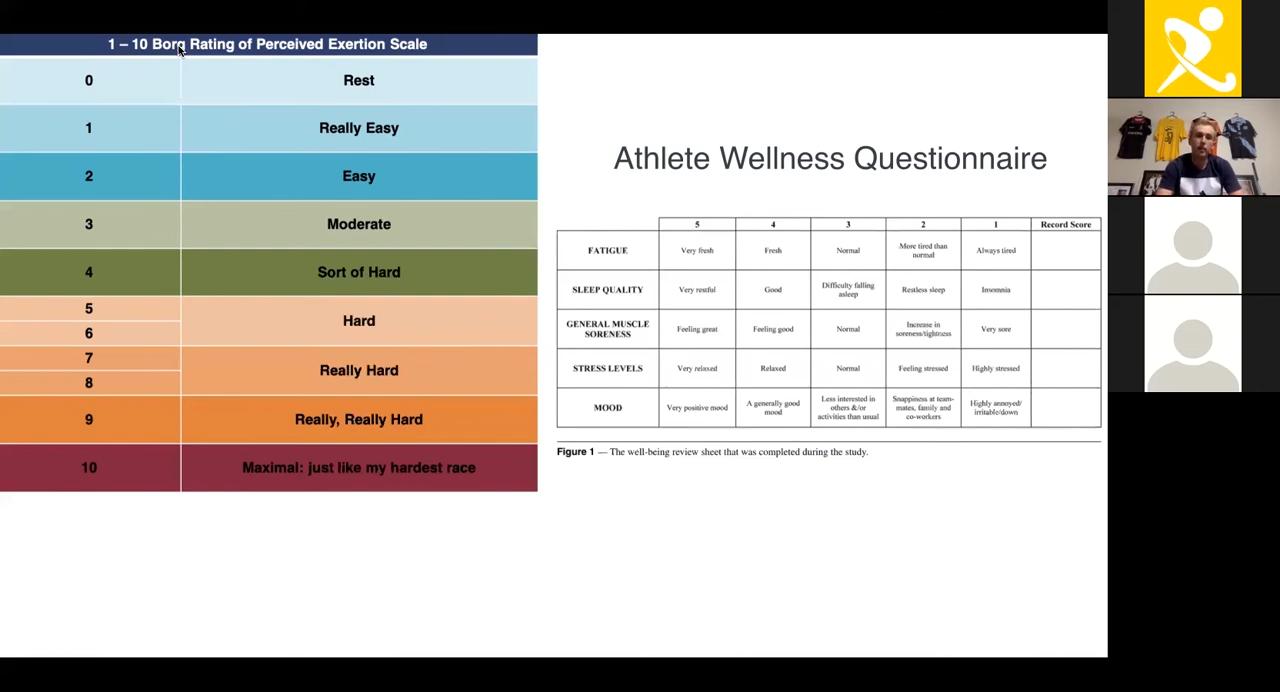 1 – 10 Borg Rating of Perceived Exertion Scale
0 Rest
1 Really Easy
2 Easy
3 Moderate
4 Sort of Hard
5
Hard
6
7
Really Hard
8
9 Really, Really Hard
10 Maximal: just like my hardest race
Athlete Wellness Questionnaire
5 4 3 2 1 Record Score
FATIGUE Very fresh Fresh Normal More tired than normal Always tired
SLEEP QUALITY Very restful Good Difficulty falling asleep Restless sleep Insomnia
GENERAL MUSCLE SORENESS Feeling great Feeling good Normal Increase in soreness/tightness Very sore
STRESS LEVELS Very relaxed Relaxed Normal Feeling stressed Highly stressed
MOOD Very positive mood A generally good mood Less interested in others &/or activities than usual Snappiness at team-mates, family and co-workers Highly annoyed/irritable/down
Figure 1 — The well-being review sheet that was completed during the study.